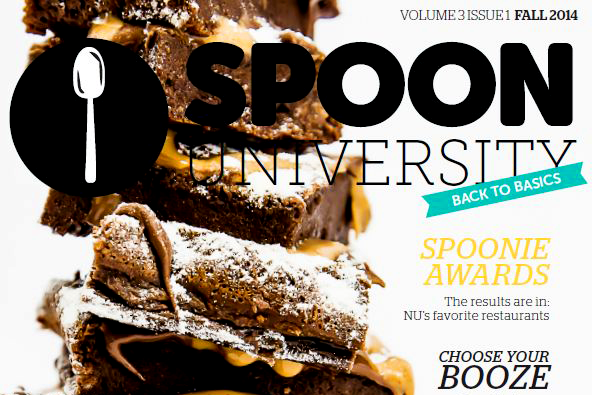 VOLUME 3 ISSUE 1 FALL 2014
SPOON
UNIVERSITY
BACK TO BASICS
SPOONIE
AWARDS
The results are in:
NU's favorite restaurants
CHOOSE YOUR
BOOZE